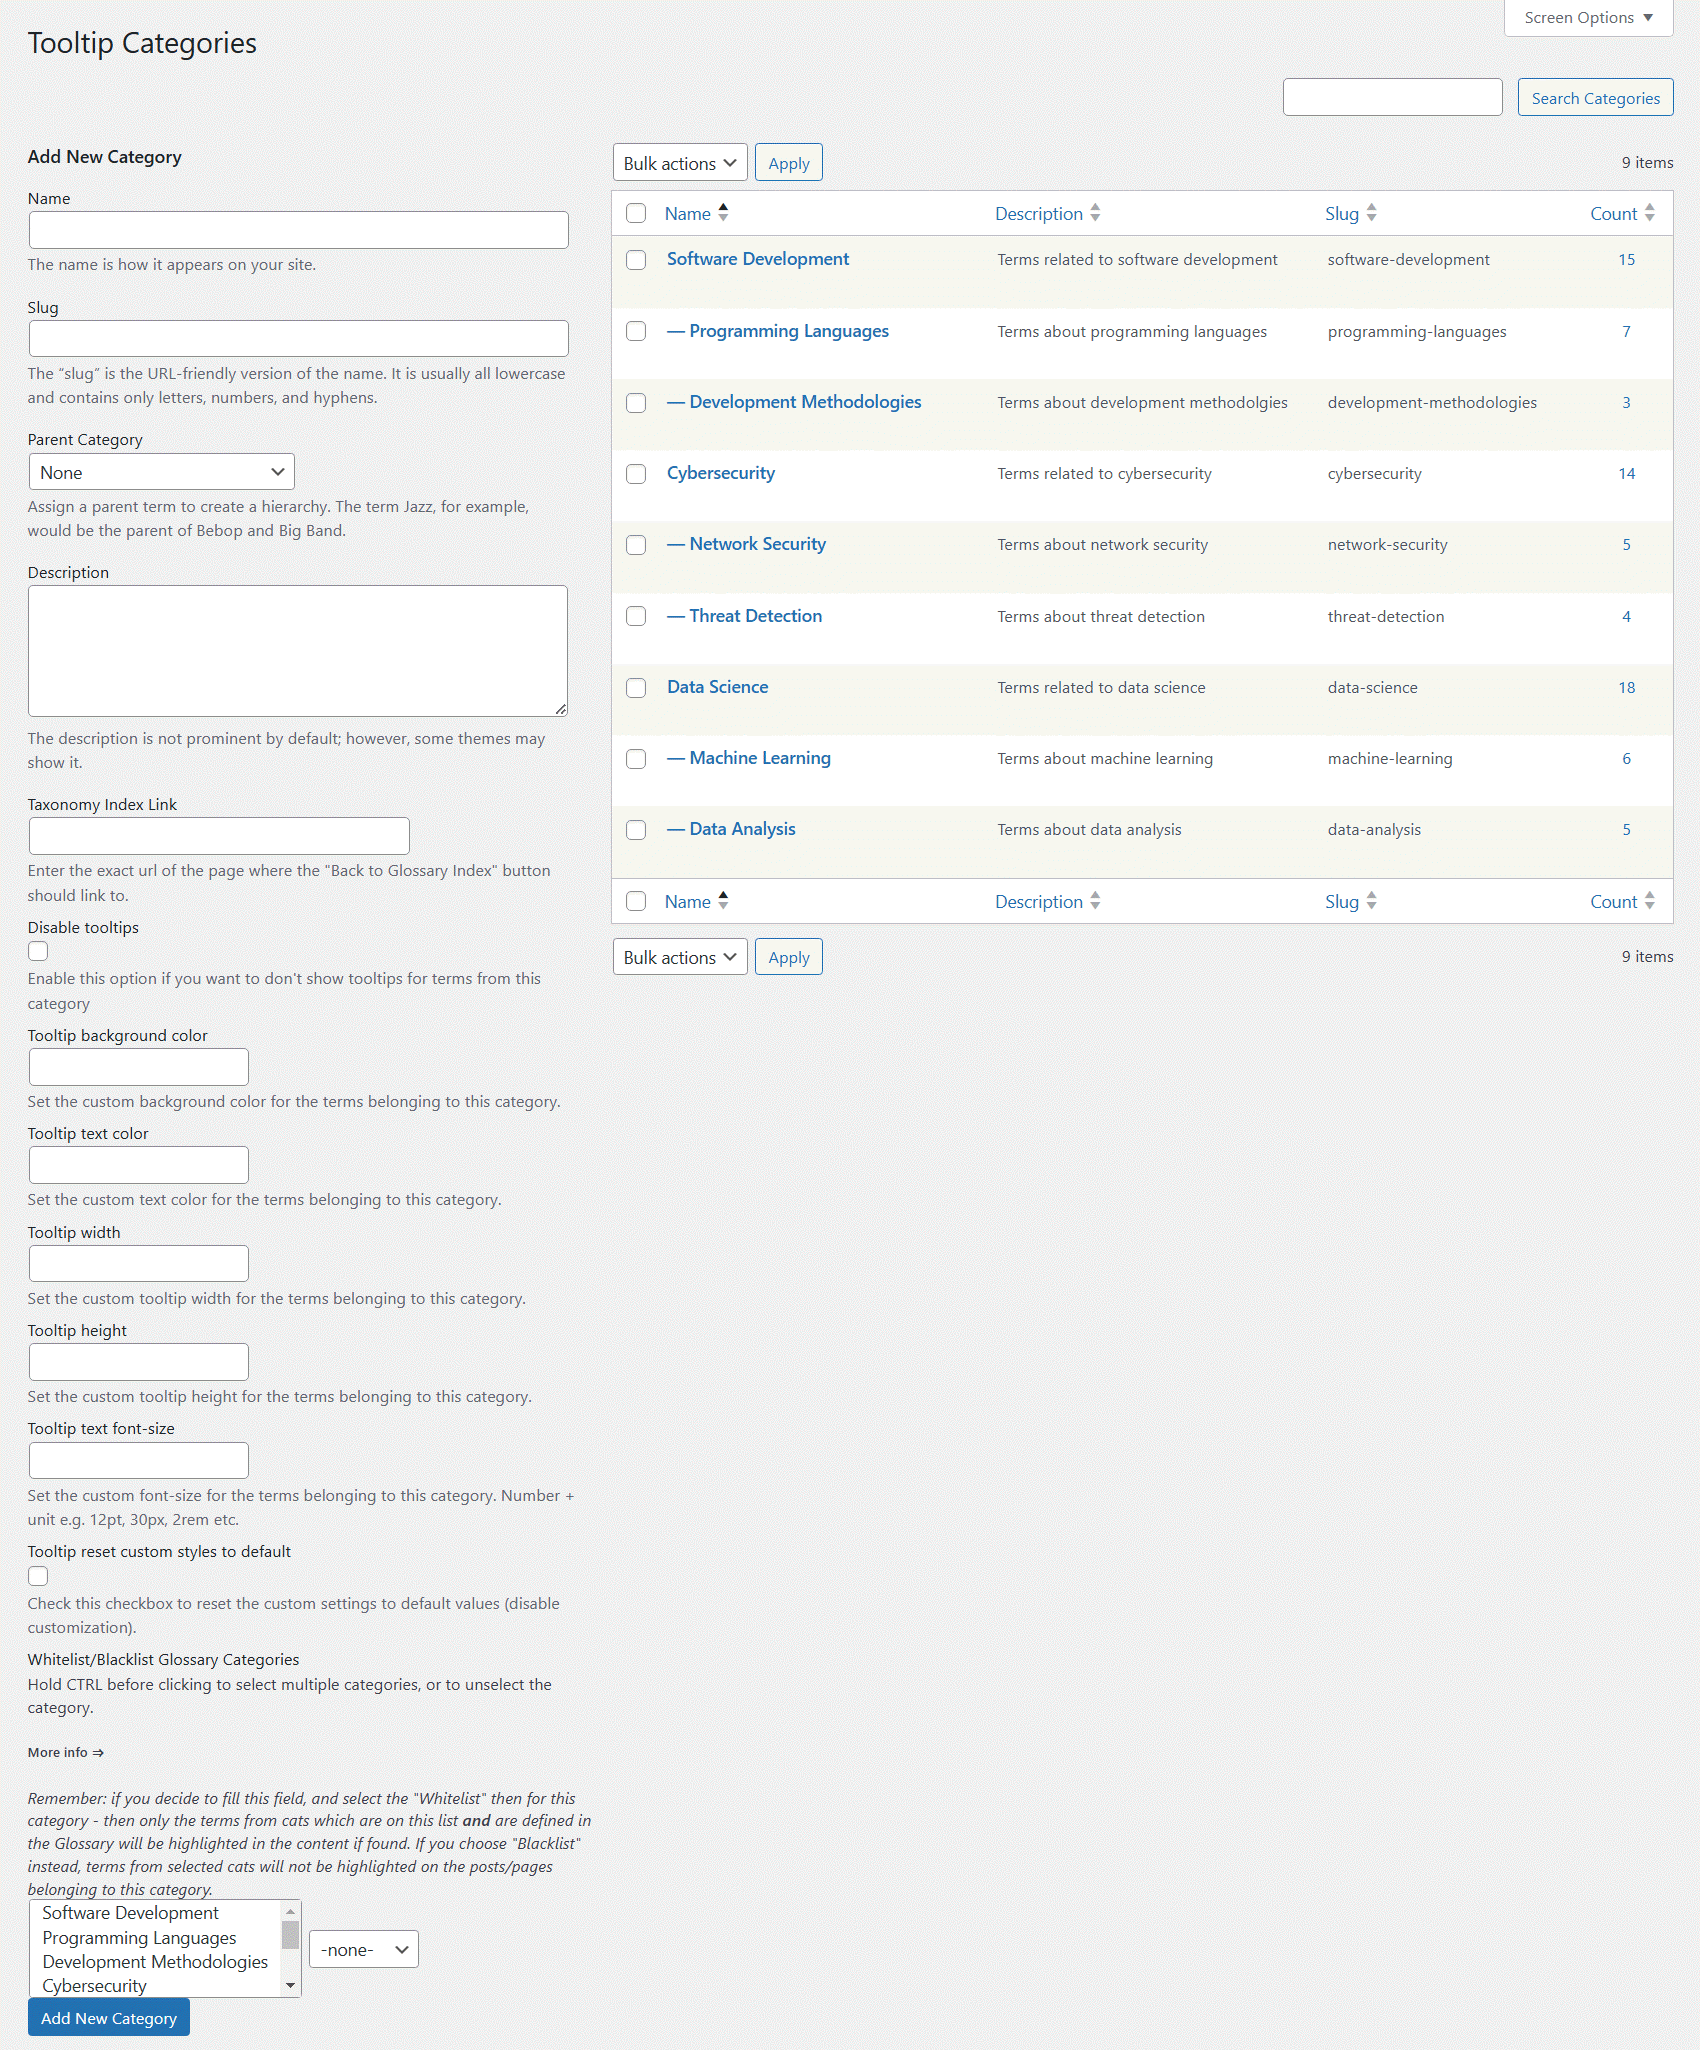 Screen Options ▼
Tooltip Categories
Search Categories
Add New Category
Name
The name is how it appears on your site.
Slug
The “slug” is the URL-friendly version of the name. It is usually all lowercase
and contains only letters, numbers, and hyphens.
Parent Category
None
Assign a parent term to create a hierarchy. The term Jazz, for example,
would be the parent of Bebop and Big Band.
Description
The description is not prominent by default; however, some themes may
show it.
Taxonomy Index Link
Enter the exact url of the page where the "Back to Glossary Index" button
should link to.
Disable tooltips
Enable this option if you want to don't show tooltips for terms from this
category
Tooltip background color
Set the custom background color for the terms belonging to this category.
Tooltip text color
Set the custom text color for the terms belonging to this category.
Tooltip width
Set the custom tooltip width for the terms belonging to this category.
Tooltip height
Set the custom tooltip height for the terms belonging to this category.
Tooltip text font-size
Set the custom font-size for the terms belonging to this category. Number +
unit e.g. 12pt, 30px, 2rem etc.
Tooltip reset custom styles to default
Check this checkbox to reset the custom settings to default values (disable
customization).
Whitelist/Blacklist Glossary Categories
Hold CTRL before clicking to select multiple categories, or to unselect the
category.
More info ⇒
Remember: if you decide to fill this field, and select the "Whitelist" then for this
category - then only the terms from cats which are on this list and are defined in
the Glossary will be highlighted in the content if found. If you choose "Blacklist"
instead, terms from selected cats will not be highlighted on the posts/pages
belonging to this category.
Software Development
Programming Languages
Development Methodologies
Cybersecurity
-none-
Add New Category
Bulk actions Apply 9 items
Name Description Slug Count
Software Development Terms related to software development software-development 15
— Programming Languages Terms about programming languages programming-languages 7
— Development Methodologies Terms about development methodolgies development-methodologies 3
Cybersecurity Terms related to cybersecurity cybersecurity 14
— Network Security Terms about network security network-security 5
— Threat Detection Terms about threat detection threat-detection 4
Data Science Terms related to data science data-science 18
— Machine Learning Terms about machine learning machine-learning 6
— Data Analysis Terms about data analysis data-analysis 5
Name Description Slug Count
Bulk actions Apply 9 items